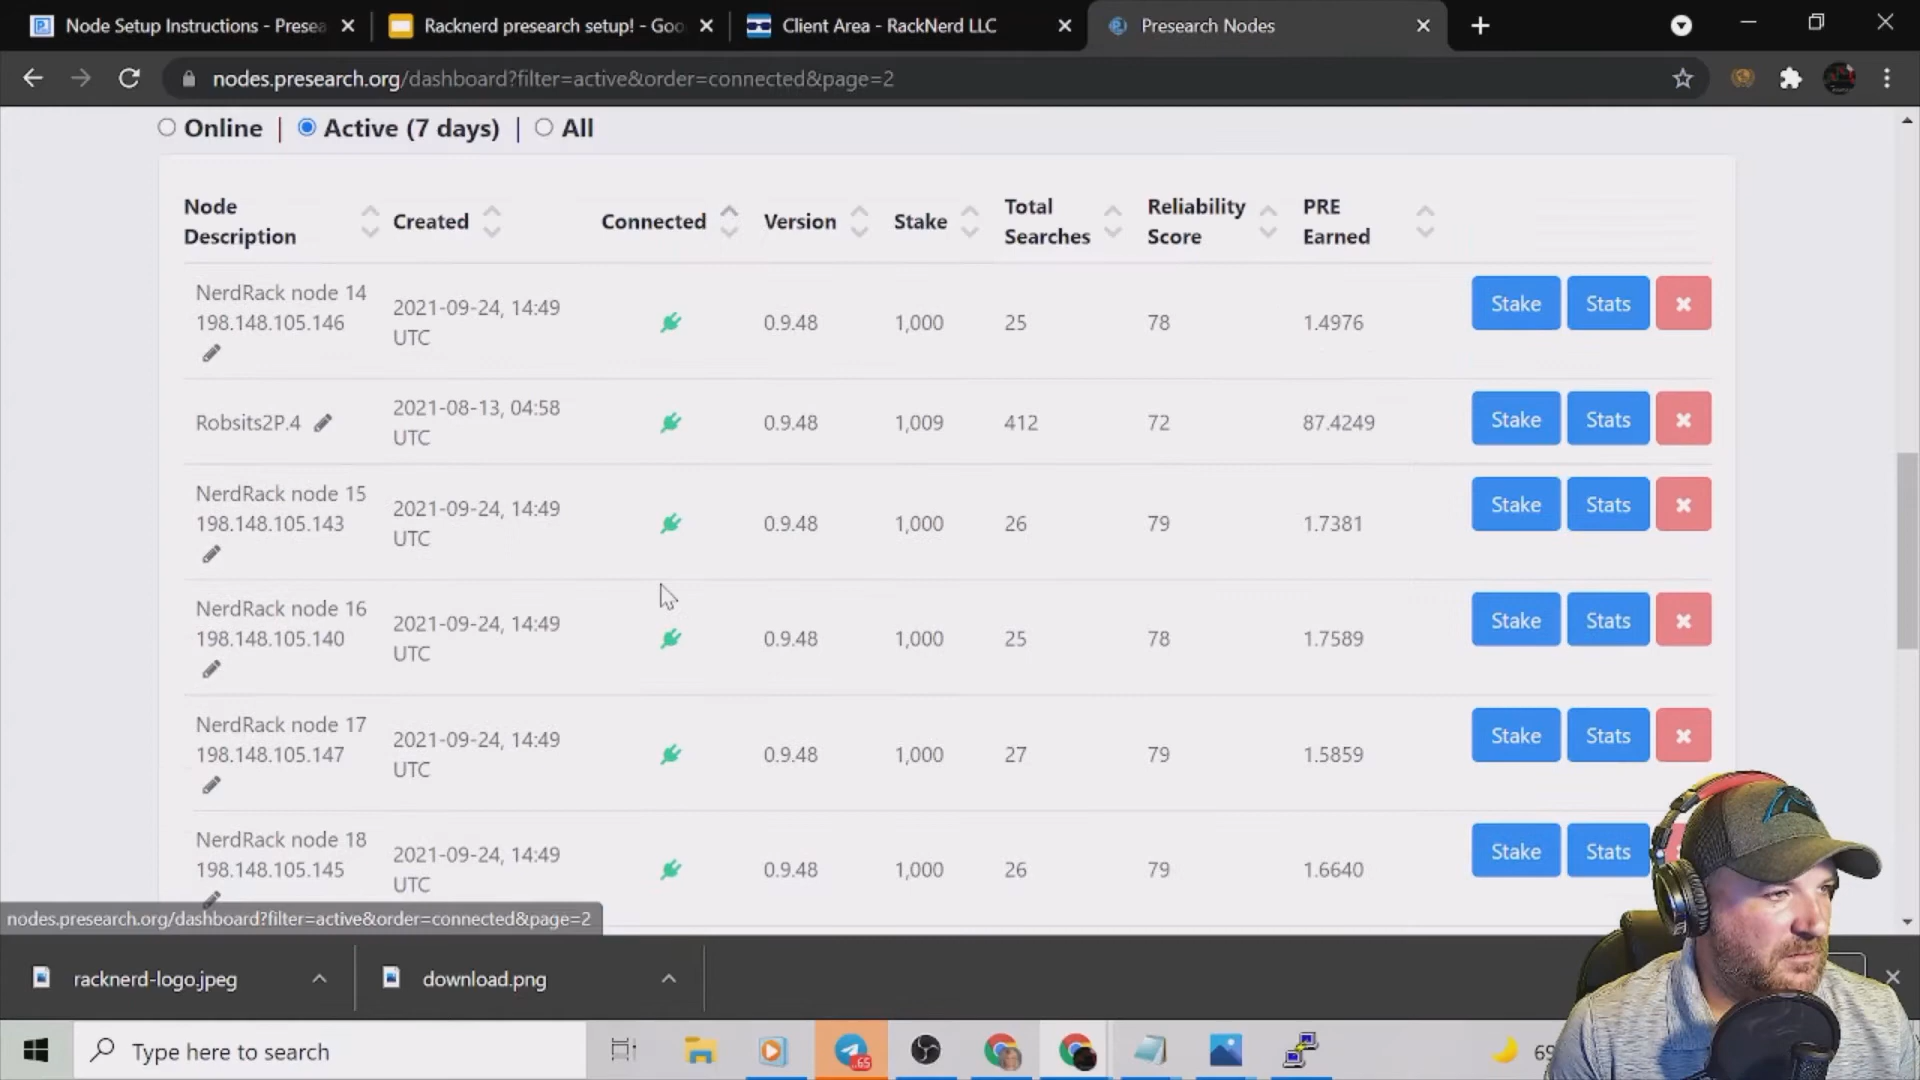 Node Setup Instructions - Presea
Racknerd presearch setup! - Goo
Client Area - RackNerd LLC
Presearch Nodes
nodes.presearch.org/dashboard?filter=active&order=connected&page=2
Online | Active (7 days) | All
Node Description Created Connected Version Stake Total Searches Reliability Score PRE Earned
NerdRack node 14
198.148.105.146
2021-09-24, 14:49 UTC
0.9.48 1,000 25 78 1.4976 Stake Stats
Robsits2P.4
2021-08-13, 04:58 UTC
0.9.48 1,009 412 72 87.4249 Stake Stats
NerdRack node 15
198.148.105.143
2021-09-24, 14:49 UTC
0.9.48 1,000 26 79 1.7381 Stake Stats
NerdRack node 16
198.148.105.140
2021-09-24, 14:49 UTC
0.9.48 1,000 25 78 1.7589 Stake Stats
NerdRack node 17
198.148.105.147
2021-09-24, 14:49 UTC
0.9.48 1,000 27 79 1.5859 Stake Stats
NerdRack node 18
198.148.105.145
2021-09-24, 14:49 UTC
0.9.48 1,000 26 79 1.6640 Stake Stats
nodes.presearch.org/dashboard?filter=active&order=connected&page=2
racknerd-logo.jpeg
download.png
Type here to search
65